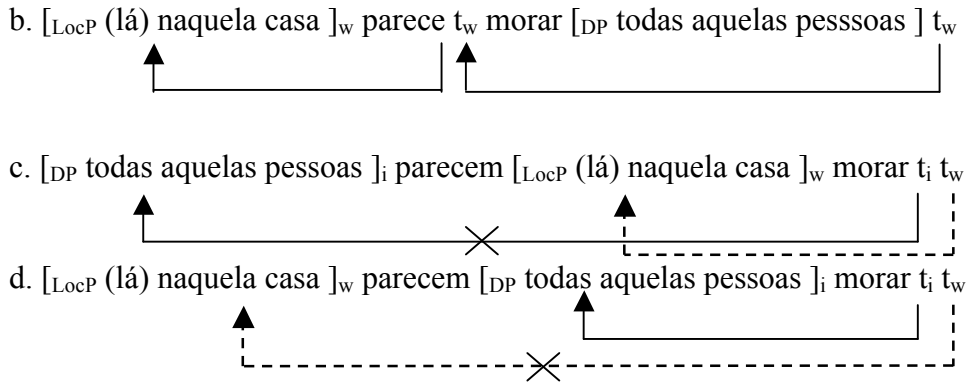 b. [LocP (lá) naquela casa ]w parece tw morar [DP todas aquelas pesssoas ] tw
c. [DP todas aquelas pessoas ]i parecem [LocP (lá) naquela casa ]w morar ti tw
d. [LocP (lá) naquela casa ]w parecem [DP todas aquelas pessoas ]i morar ti tw